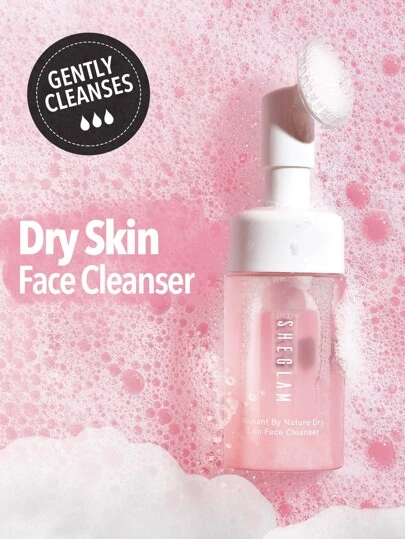 GENTLY
CLEANSES
Dry Skin
Face Cleanser
SHEGLAM
By Nature Dry
Skin Face Cleanser